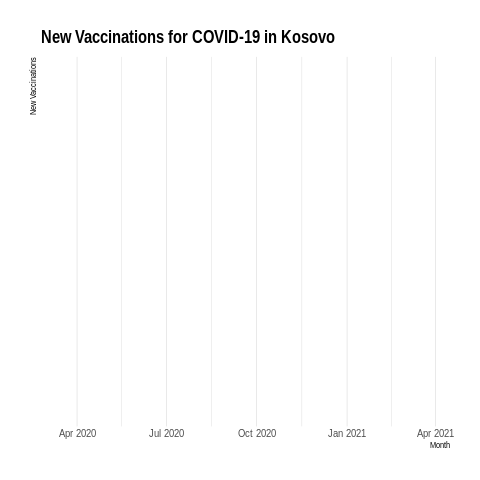 New Vaccinations for COVID-19 in Kosovo
New Vaccinations
Apr 2020 Jul 2020 Oct 2020 Jan 2021 Apr 2021
Month